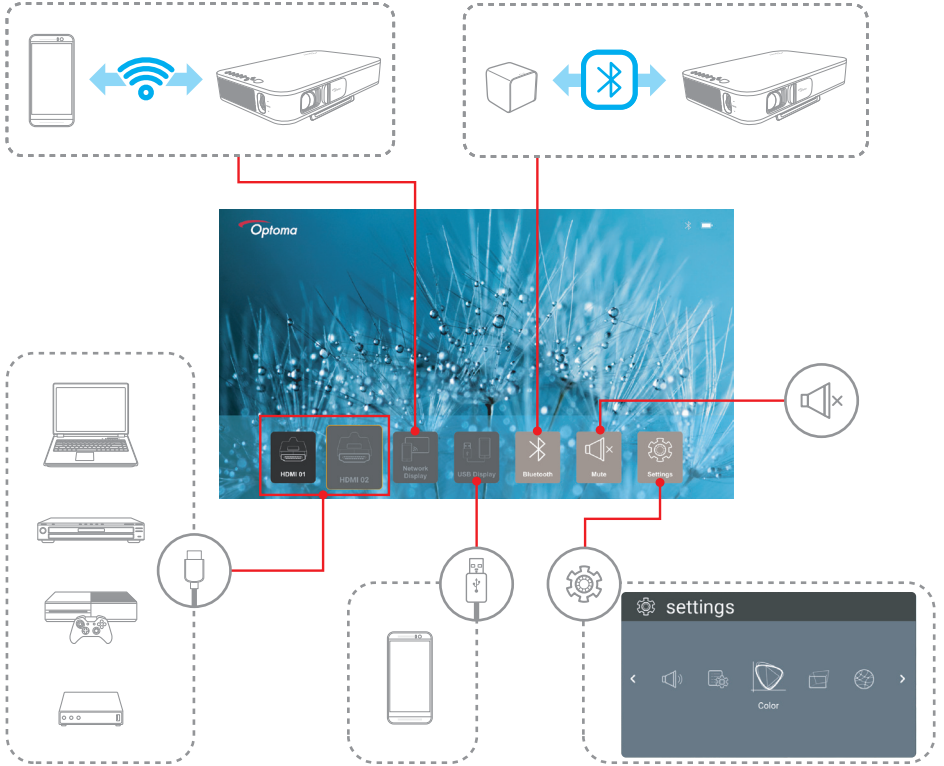 Optoma
HDMI 01
HDMI 02
Network
Display
USB Display
Bluetooth
Mute
Settings
settings
Color